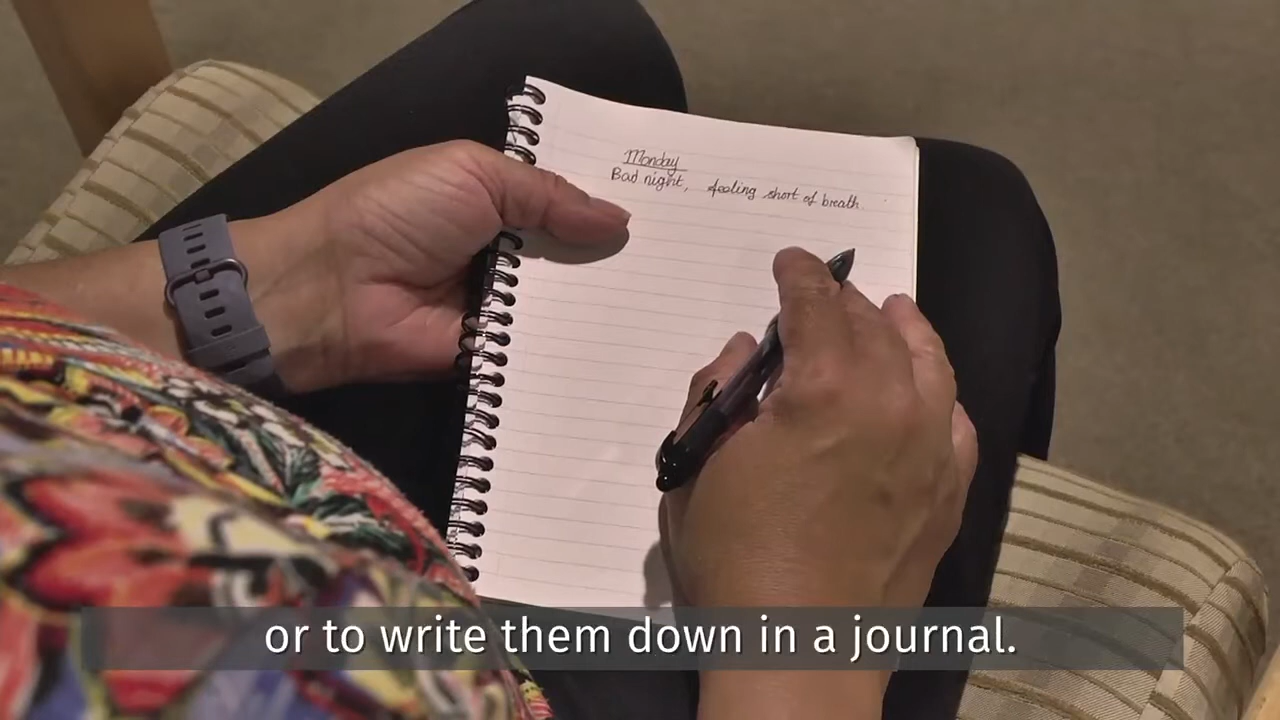 Monday
Bad night, feeling short of breath
or to write them down in a journal.